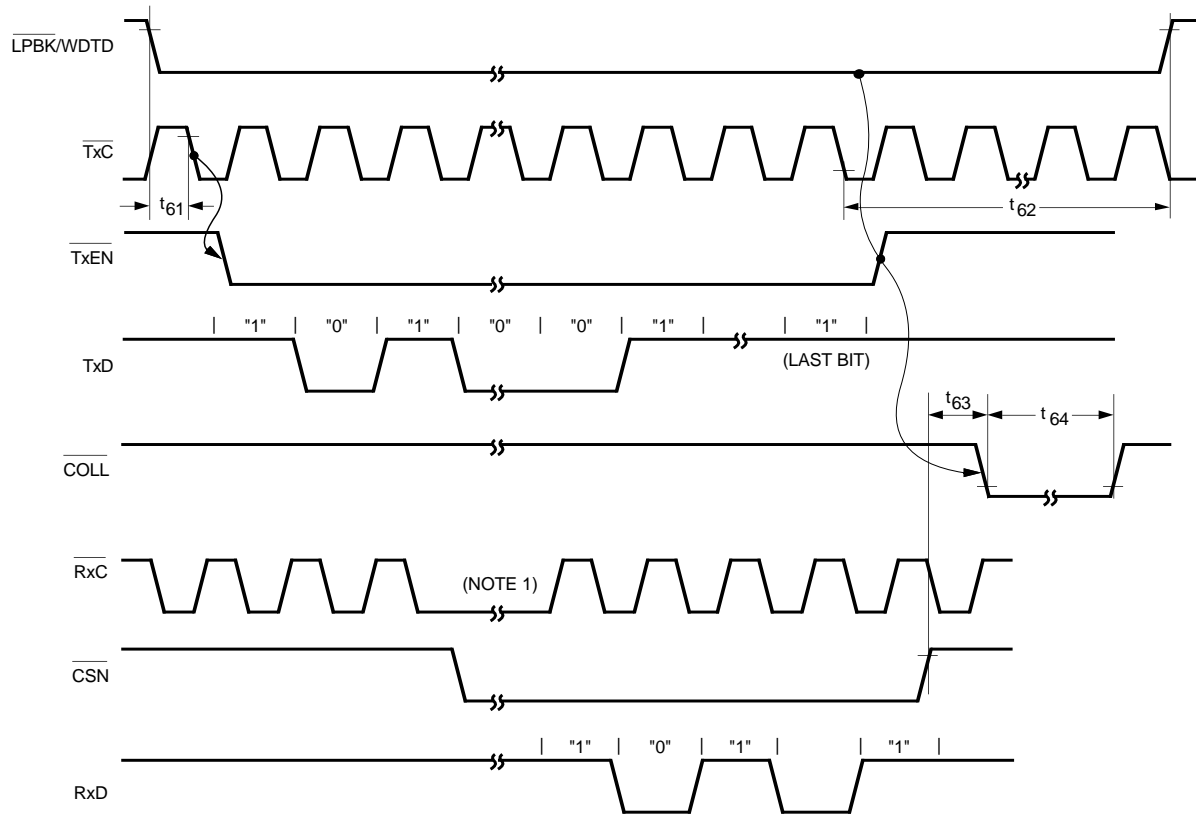 LPBK/WDTD
TxC
t61
t62
TxEN
| "1" | "0" | "1" | "0" | "0" | "1" | | "1" |
TxD
(LAST BIT)
t63
t64
COLL
RxC
(NOTE 1)
CSN
| "1" | "0" | "1" | | "1" |
RxD